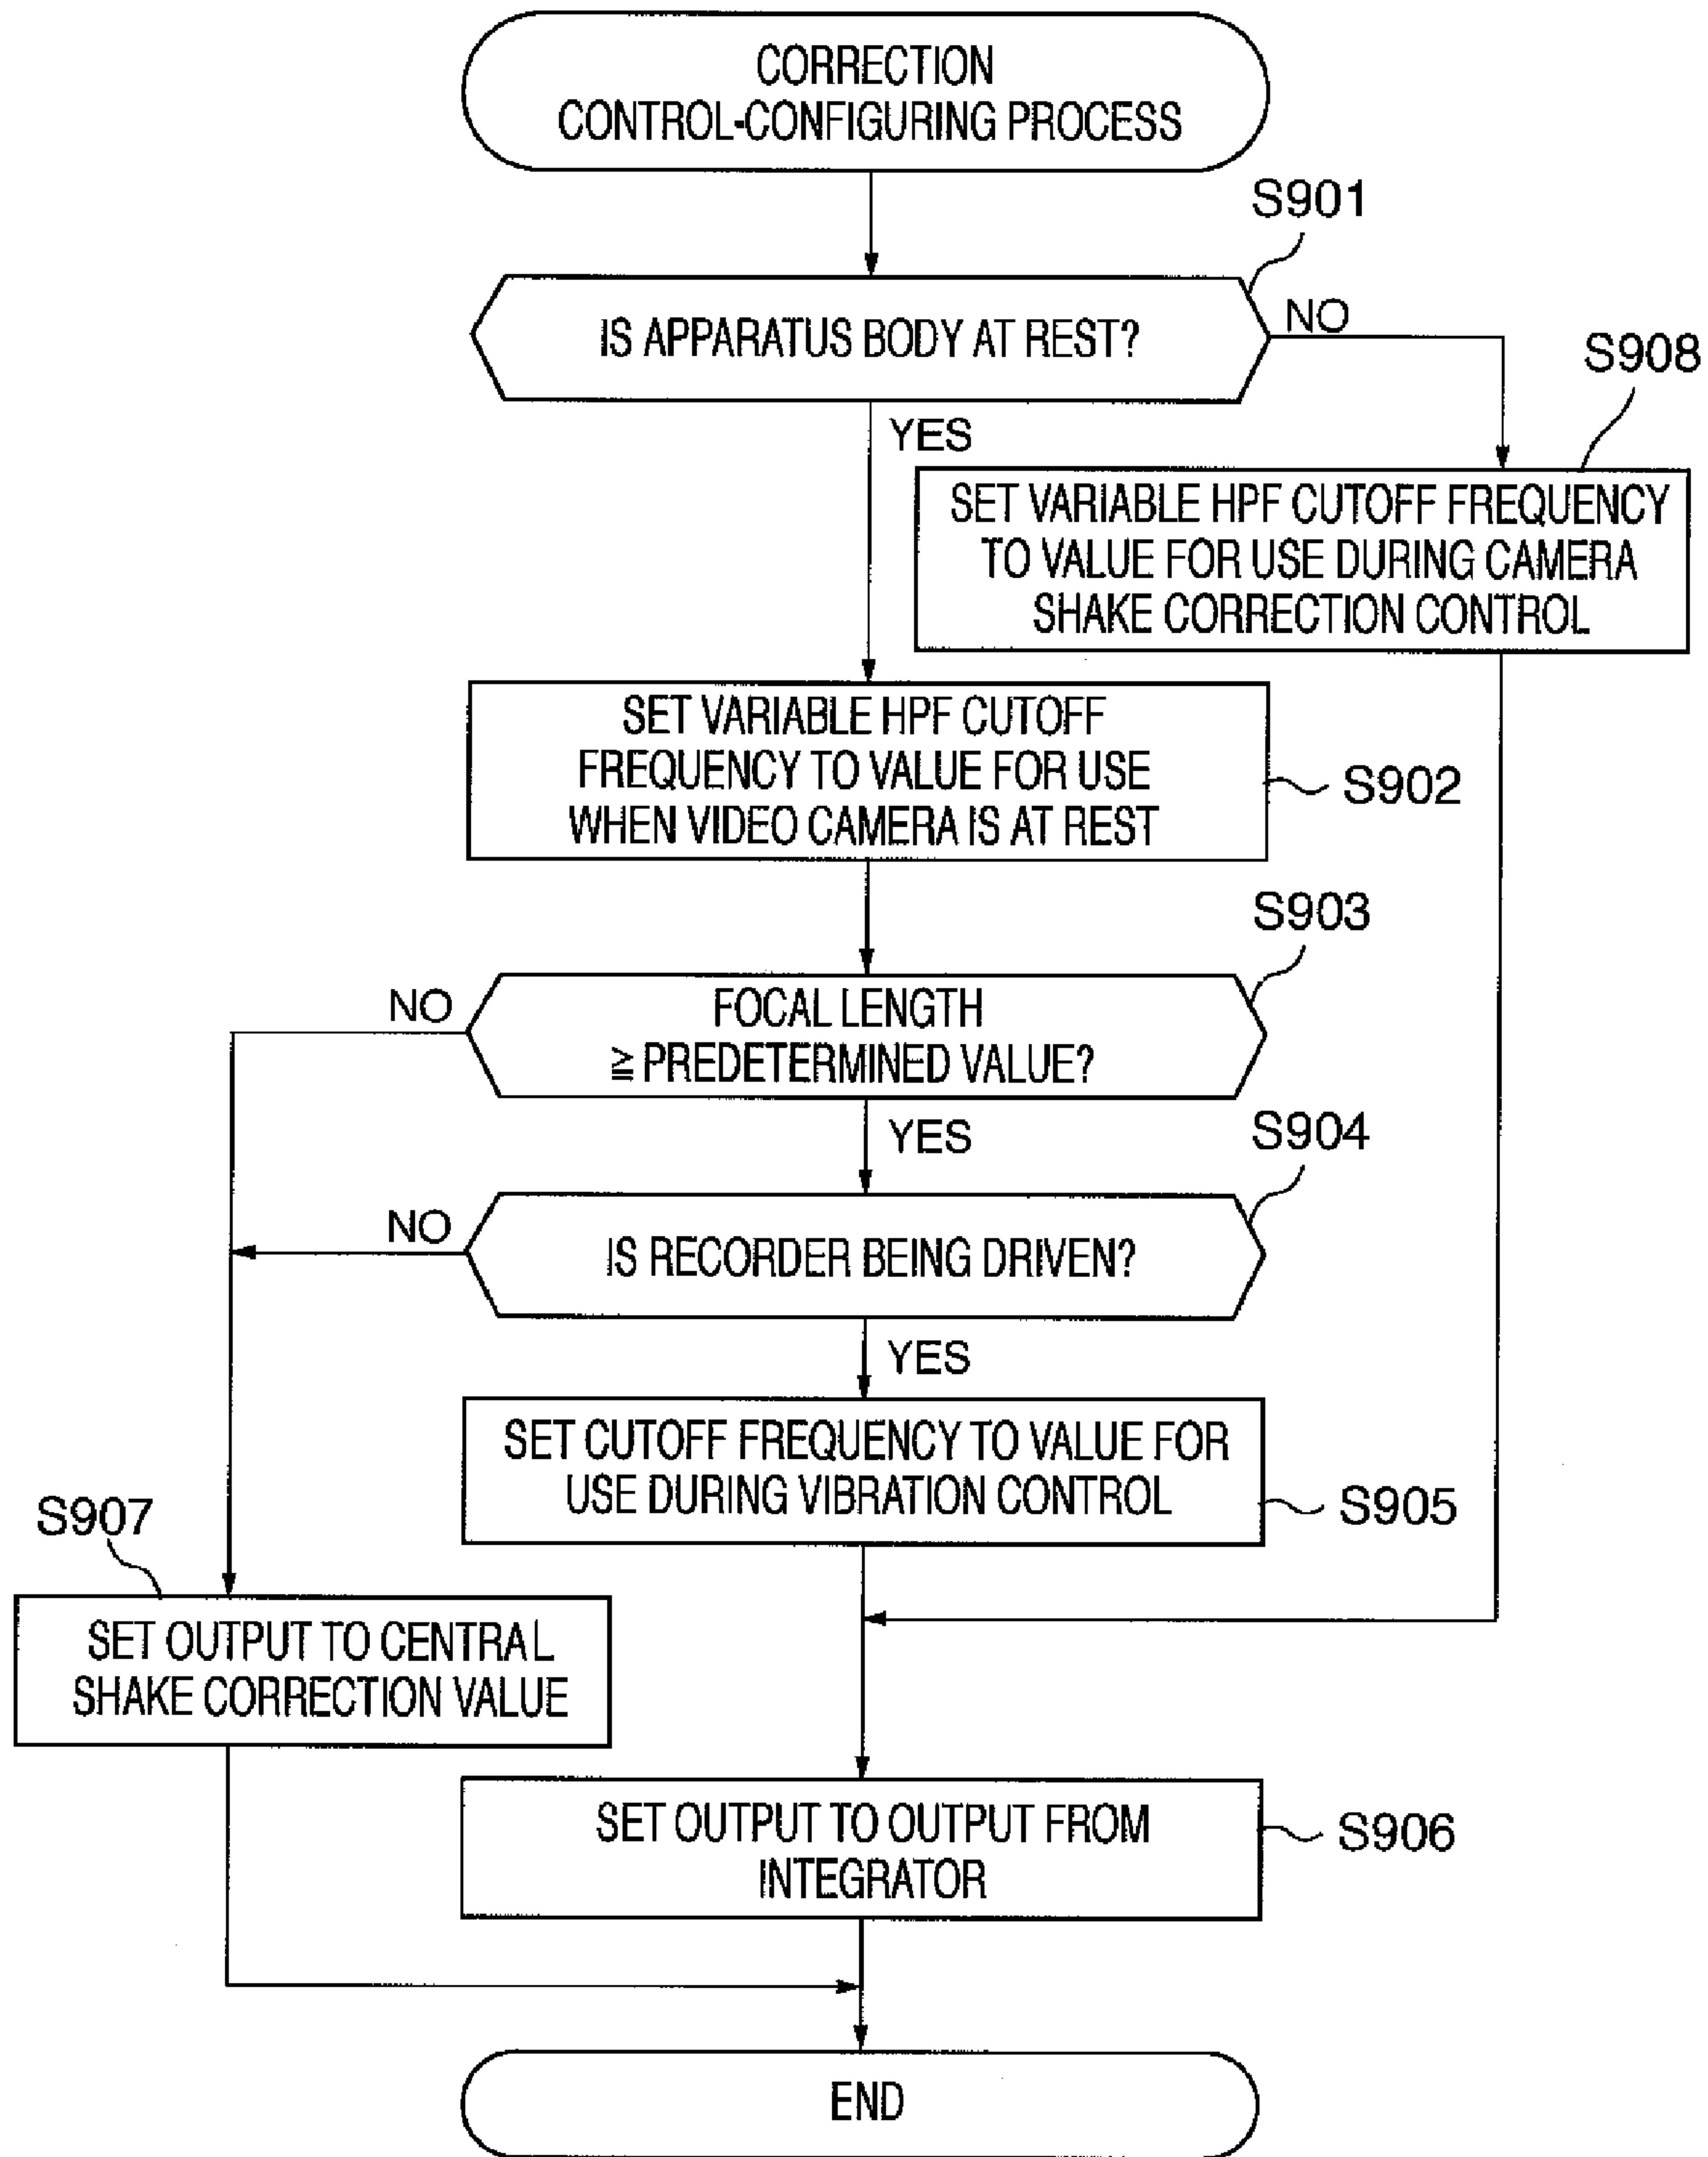 CORRECTION
CONTROL-CONFIGURING PROCESS
S901
IS APPARATUS BODY AT REST?
NO
S908
YES
SET VARIABLE HPF CUTOFF FREQUENCY
TO VALUE FOR USE DURING CAMERA
SHAKE CORRECTION CONTROL
SET VARIABLE HPF CUTOFF
FREQUENCY TO VALUE FOR USE
WHEN VIDEO CAMERA IS AT REST
S902
S903
NO
FOCAL LENGTH
≧ PREDETERMINED VALUE?
YES
S904
NO
IS RECORDER BEING DRIVEN?
YES
SET CUTOFF FREQUENCY TO VALUE FOR
USE DURING VIBRATION CONTROL
S905
S907
SET OUTPUT TO CENTRAL
SHAKE CORRECTION VALUE
SET OUTPUT TO OUTPUT FROM
INTEGRATOR
S906
END